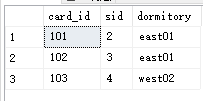 card_id sid dormitory
1 101 2 east01
2 102 3 east01
3 103 4 west02